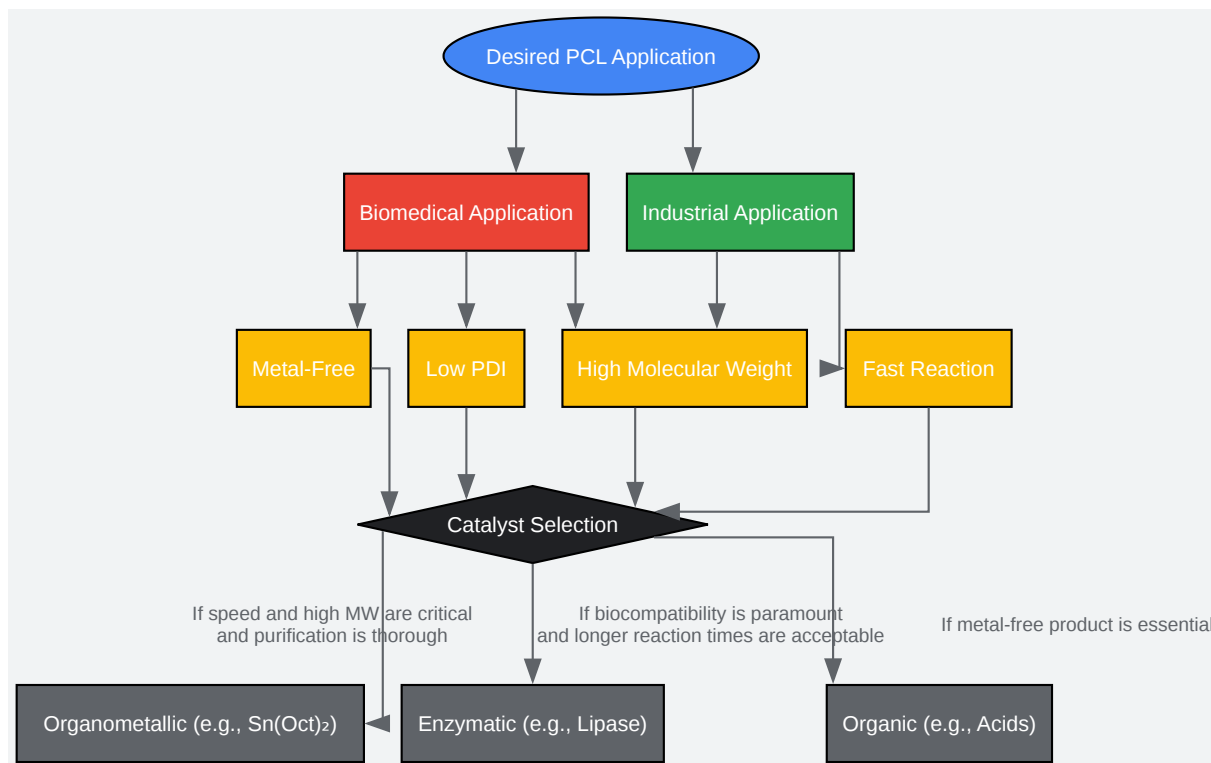 Desired PCL Application
Biomedical Application
Industrial Application
Metal-Free
Low PDI
High Molecular Weight
Fast Reaction
Catalyst Selection
If speed and high MW are critical
and purification is thorough
If biocompatibility is paramount
and longer reaction times are acceptable
If metal-free product is essential
Organometallic (e.g., Sn(Oct)₂)
Enzymatic (e.g., Lipase)
Organic (e.g., Acids)